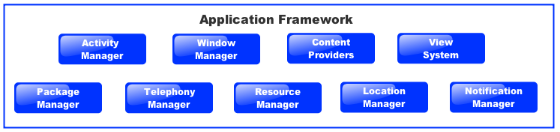 Application Framework
Activity
Manager
Window
Manager
Content
Providers
View
System
Package
Manager
Telephony
Manager
Resource
Manager
Location
Manager
Notification
Manager